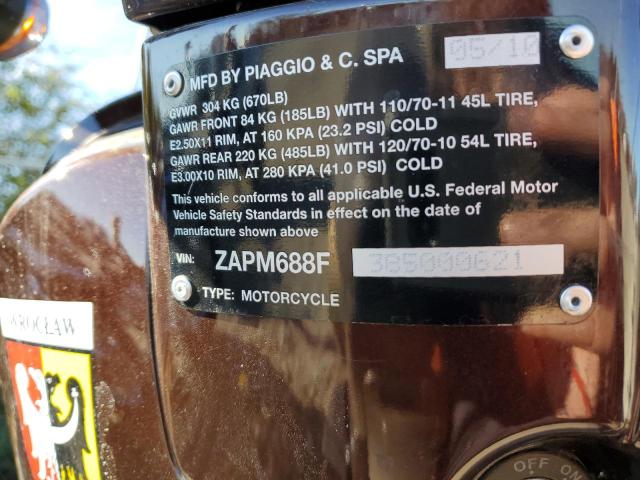 05/10
MFD BY PIAGGIO & C. SPA
GVWR 304 KG (670LB)
GAWR FRONT 84 KG (185LB) WITH 110/70-11 45L TIRE,
E2.50X11 RIM, AT 160 KPA (23.2 PSI) COLD
GAWR REAR 220 KG (485LB) WITH 120/70-10 54L TIRE,
E3.00X10 RIM, AT 280 KPA (41.0 PSI) COLD
This vehicle conforms to all applicable U.S. Federal Motor
Vehicle Safety Standards in effect on the date of
manufacture shown above
VIN: ZAPM688F 385000621
TYPE: MOTORCYCLE
WROCŁAW
OFF ON